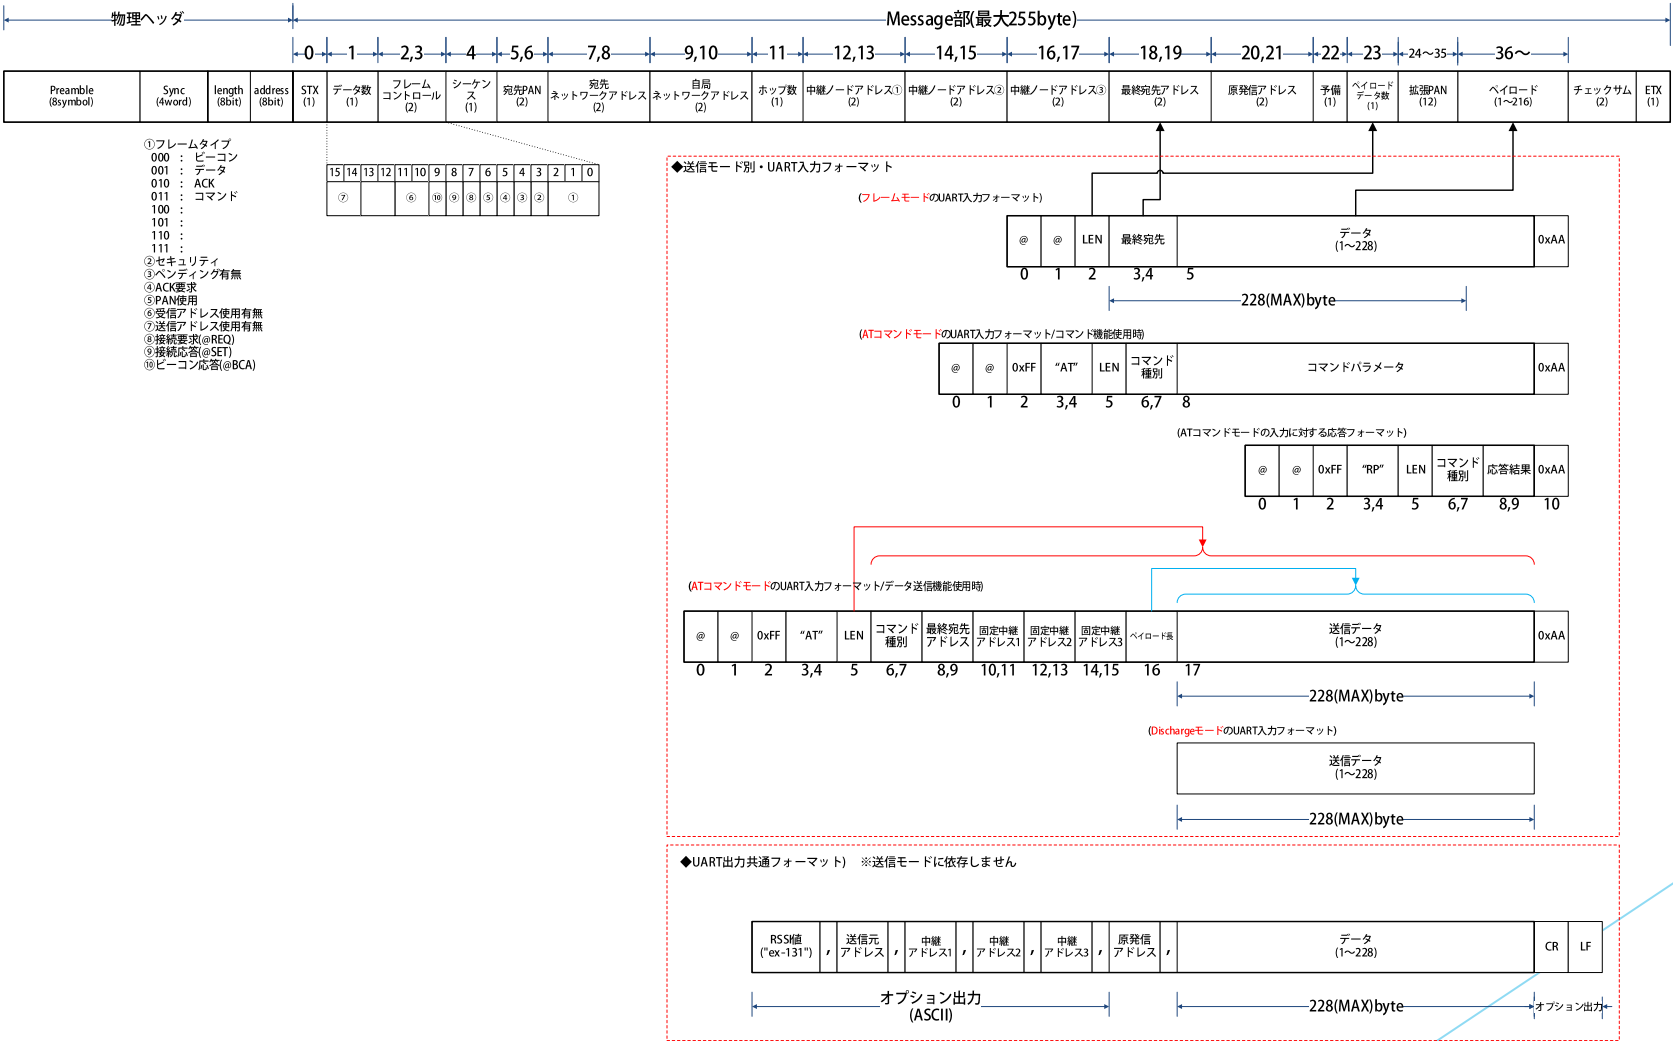 物理ヘッダ
Message部(最大255byte)
0 1 2,3 4 5,6 7,8 9,10 11 12,13 14,15 16,17 18,19 20,21 22 23 24〜35 36〜
Preamble
(8symbol)
Sync
(4word)
length
(8bit)
address
(8bit)
STX
(1)
データ数
(1)
フレーム
コントロール
(2)
シーケン
ス
(1)
宛先PAN
(2)
宛先
ネットワークアドレス
(2)
自局
ネットワークアドレス
(2)
ホップ数
(1)
中継ノードアドレス①
(2)
中継ノードアドレス②
(2)
中継ノードアドレス③
(2)
最終宛先アドレス
(2)
原発信アドレス
(2)
予備
(1)
ペイロード
データ数
(1)
拡張PAN
(12)
ペイロード
(1〜216)
チェックサム
(2)
ETX
(1)
①フレームタイプ
000 : ビーコン
001 : データ
010 : ACK
011 : コマンド
100 :
101 :
110 :
111 :
②セキュリティ
③ペンディング有無
④ACK要求
⑤PAN使用
⑥受信アドレス使用有無
⑦送信アドレス使用有無
⑧接続要求(@REQ)
⑨接続応答(@SET)
⑩ビーコン応答(@BCA)
15 14 13 12 11 10 9 8 7 6 5 4 3 2 1 0
⑦ ⑥ ⑩ ⑨ ⑧ ⑤ ④ ③ ② ①
◆送信モード別・UART入力フォーマット
(フレームモードのUART入力フォーマット)
@ @ LEN 最終宛先
データ
(1〜228)
0xAA
0 1 2 3,4 5
228(MAX)byte
(ATコマンドモードのUART入力フォーマット/コマンド機能使用時)
@ @ 0xFF “AT” LEN
コマンド
種別
コマンドパラメータ
0xAA
0 1 2 3,4 5 6,7 8
(ATコマンドモードの入力に対する応答フォーマット)
@ @ 0xFF “RP” LEN
コマンド
種別
応答結果
0xAA
0 1 2 3,4 5 6,7 8,9 10
(ATコマンドモードのUART入力フォーマット/データ送信機能使用時)
@ @ 0xFF “AT” LEN
コマンド
種別
最終宛先
アドレス
固定中継
アドレス1
固定中継
アドレス2
固定中継
アドレス3
ペイロード長
送信データ
(1〜228)
0xAA
0 1 2 3,4 5 6,7 8,9 10,11 12,13 14,15 16 17
228(MAX)byte
(DischargeモードのUART入力フォーマット)
送信データ
(1〜228)
228(MAX)byte
◆UART出力共通フォーマット) ※送信モードに依存しません
RSSI値
("ex-131")
,
送信元
アドレス
,
中継
アドレス1
,
中継
アドレス2
,
中継
アドレス3
,
原発信
アドレス
,
データ
(1〜228)
CR
LF
オプション出力
(ASCII)
228(MAX)byte
オプション出力